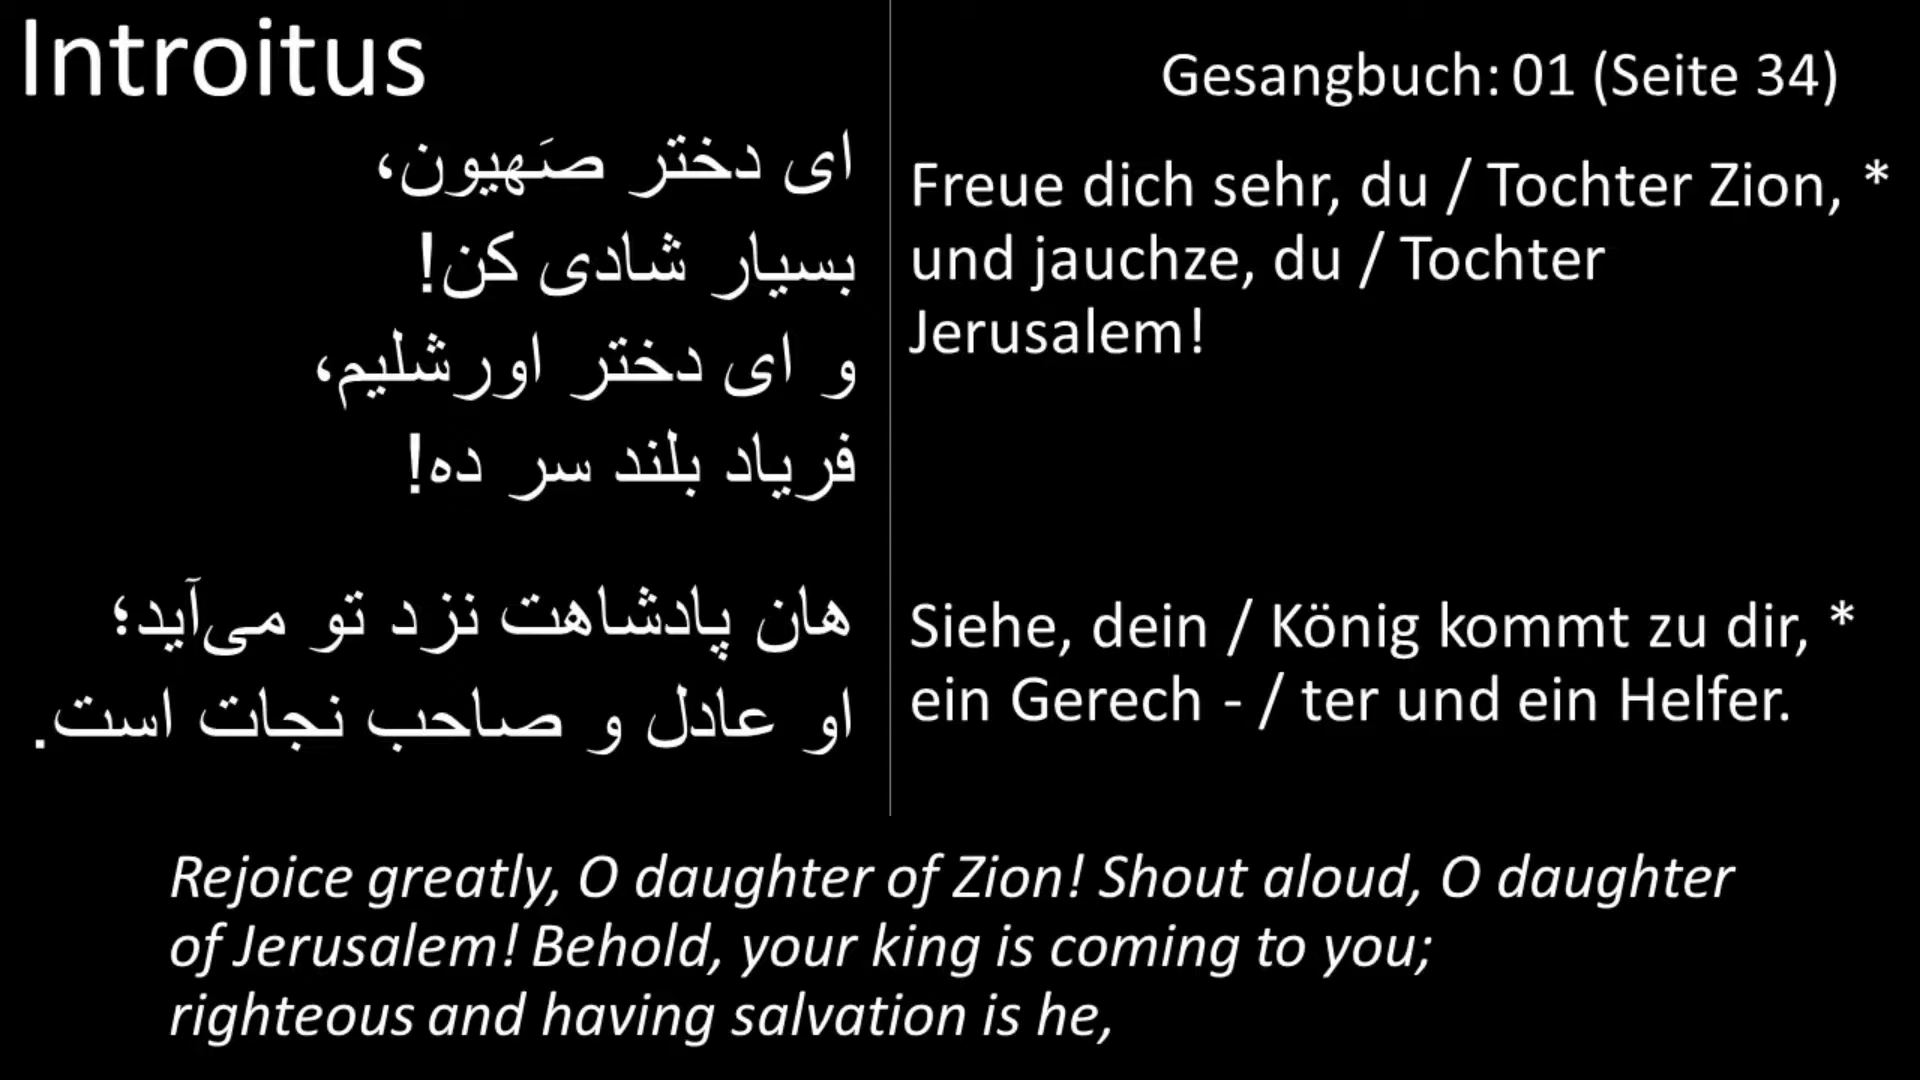 Introitus
Gesangbuch: 01 (Seite 34)
ای دختر صَهیون،
بسیار شادی کن!
و ای دختر اورشلیم،
فریاد بلند سر ده!
هان پادشاهت نزد تو می‌آید؛
او عادل و صاحب نجات است.
Freue dich sehr, du / Tochter Zion, *
und jauchze, du / Tochter
Jerusalem!
Siehe, dein / König kommt zu dir, *
ein Gerech - / ter und ein Helfer.
Rejoice greatly, O daughter of Zion! Shout aloud, O daughter
of Jerusalem! Behold, your king is coming to you;
righteous and having salvation is he,